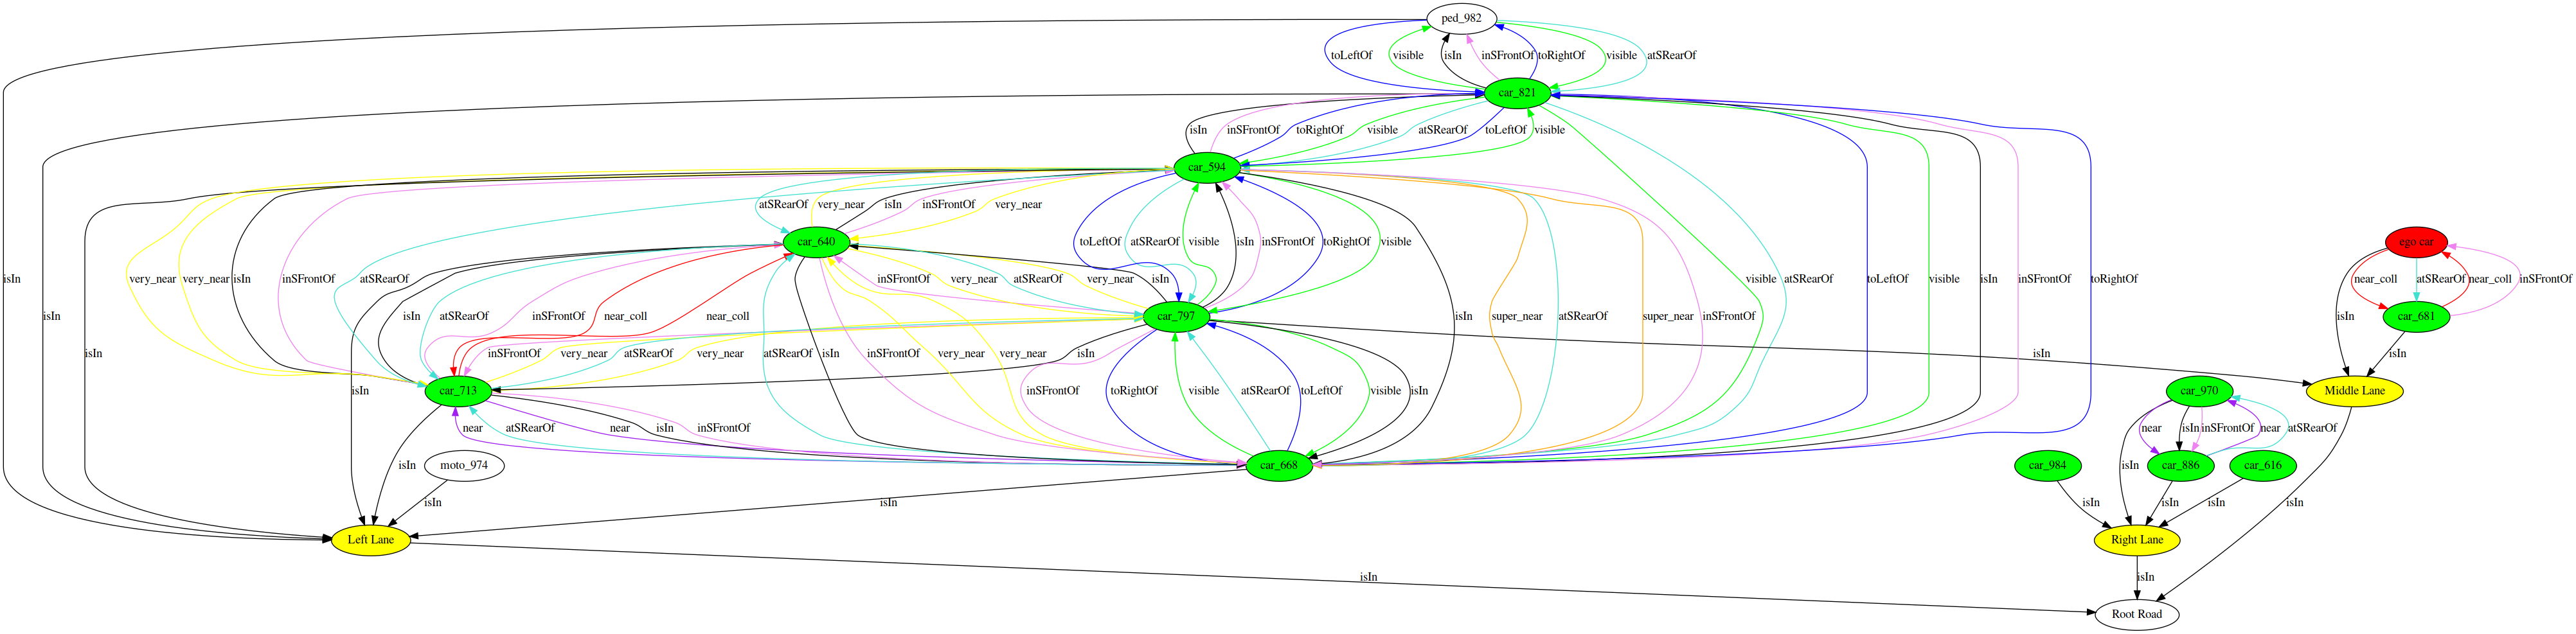 ped_982
toLeftOf visible isIn inSFrontOf toRightOf visible atSRearOf
car_821
isIn inSFrontOf toRightOf visible atSRearOf toLeftOf visible
car_594
atSRearOf very_near isIn inSFrontOf very_near
car_640 toLeftOf atSRearOf visible isIn inSFrontOf toRightOf visible ego car
isIn very_near very_near isIn inSFrontOf atSRearOf inSFrontOf very_near atSRearOf very_near isIn visible atSRearOf toLeftOf visible isIn inSFrontOf toRightOf near_coll atSRearOf near_coll inSFrontOf
isIn isIn atSRearOf inSFrontOf near_coll near_coll car_797 isIn super_near atSRearOf super_near inSFrontOf isIn car_681
isIn inSFrontOf very_near atSRearOf very_near isIn atSRearOf isIn inSFrontOf very_near very_near isIn isIn
isIn car_713 inSFrontOf toRightOf visible atSRearOf toLeftOf visible isIn car_970 Middle Lane
near atSRearOf near isIn inSFrontOf near isIn inSFrontOf near atSRearOf
isIn moto_974 car_668 car_984 isIn car_886 car_616
isIn isIn isIn isIn isIn isIn
Left Lane Right Lane
isIn isIn
Root Road